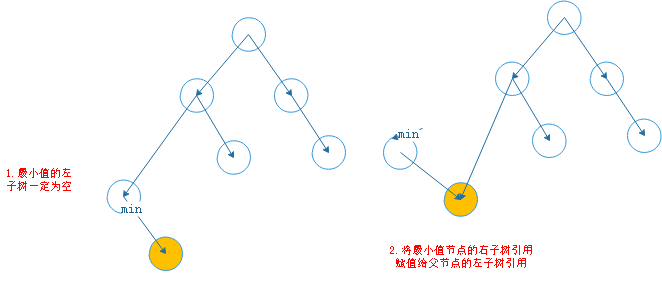 1.最小值的左
子树一定为空
min
min
2.将最小值节点的右子树引用
赋值给父节点的左子树引用